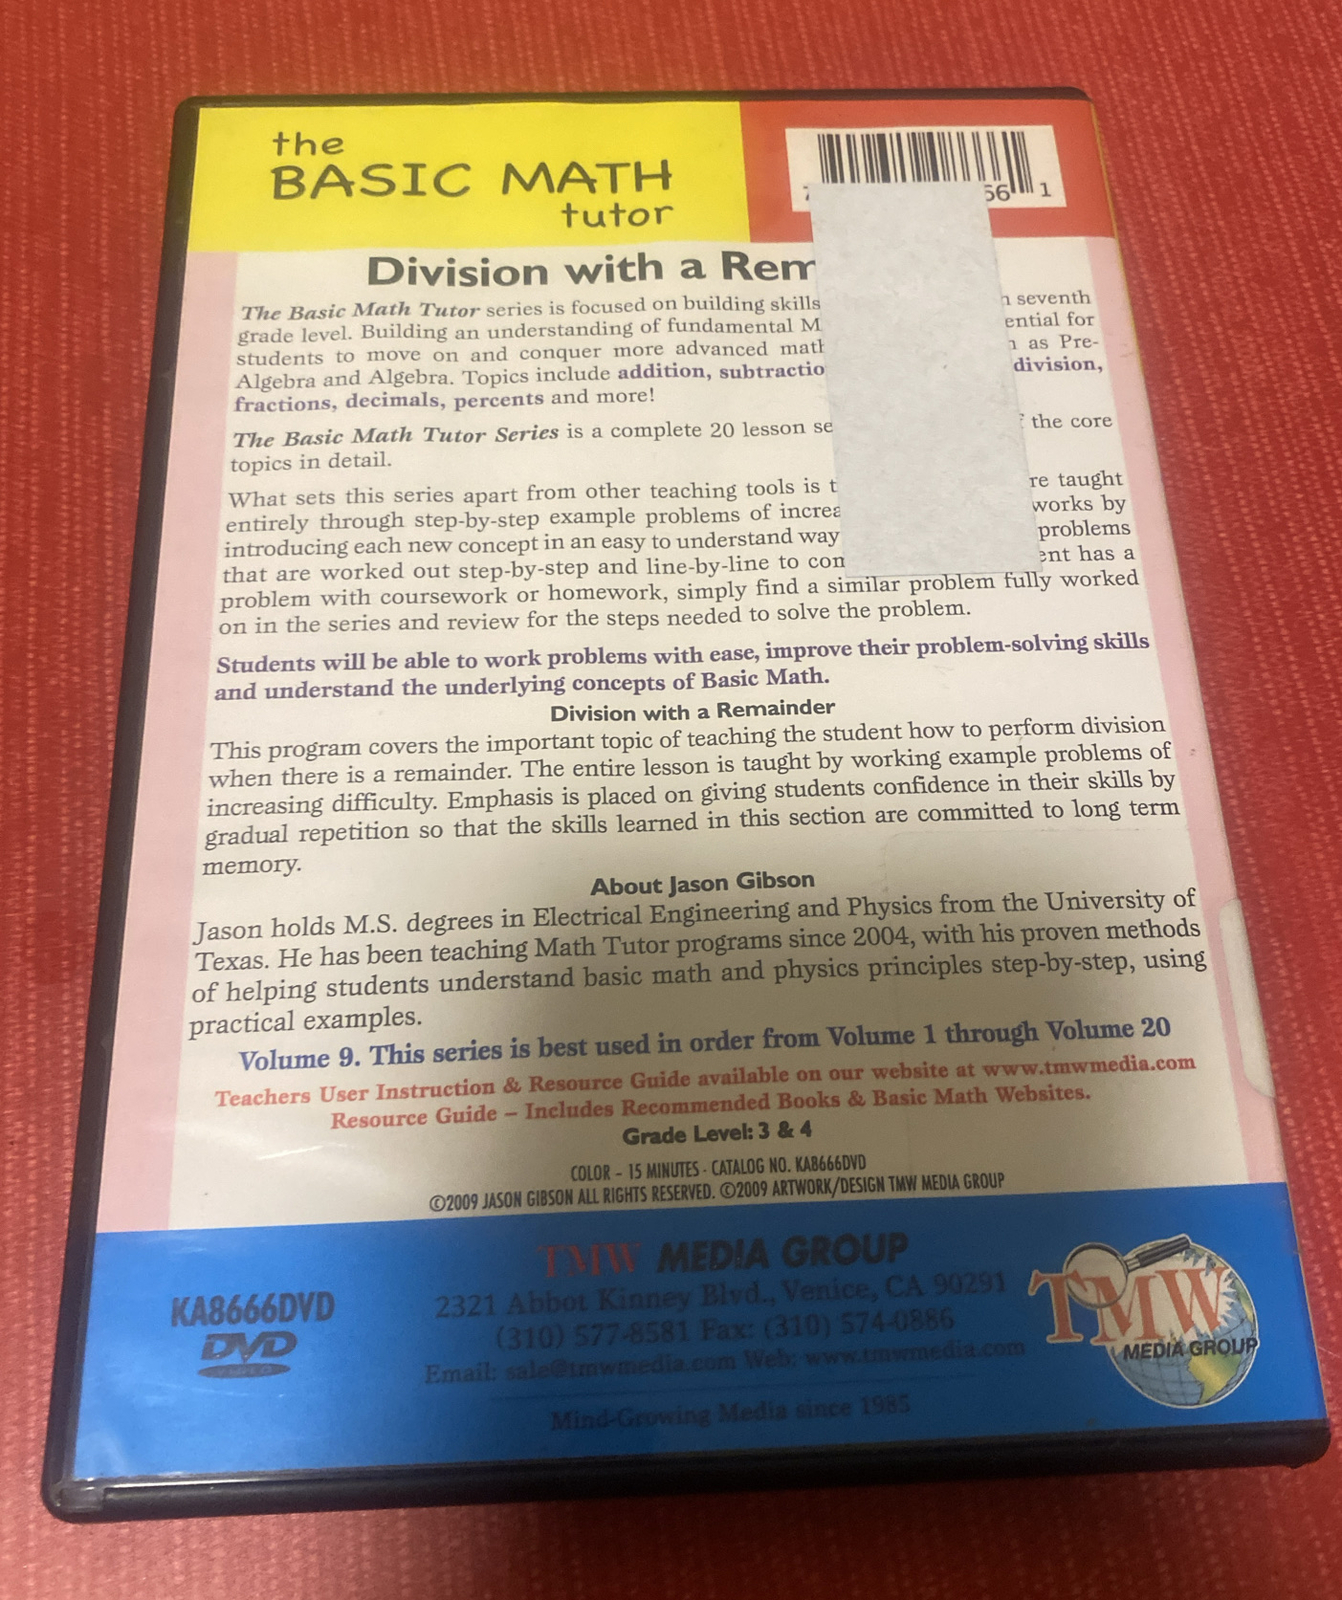 the
BASIC MATH
tutor
56 1
Division with a Rem
The Basic Math Tutor series is focused on building skills seventh
grade level. Building an understanding of fundamental M ential for
students to move on and conquer more advanced mat as Pre-
Algebra and Algebra. Topics include addition, subtractio division,
fractions, decimals, percents and more!
The Basic Math Tutor Series is a complete 20 lesson se the core
topics in detail.
What sets this series apart from other teaching tools is t re taught
entirely through step-by-step example problems of increa works by
introducing each new concept in an easy to understand way problems
that are worked out step-by-step and line-by-line to con ent has a
problem with coursework or homework, simply find a similar problem fully worked
on in the series and review for the steps needed to solve the problem.
Students will be able to work problems with ease, improve their problem-solving skills
and understand the underlying concepts of Basic Math.
Division with a Remainder
This program covers the important topic of teaching the student how to perform division
when there is a remainder. The entire lesson is taught by working example problems of
increasing difficulty. Emphasis is placed on giving students confidence in their skills by
gradual repetition so that the skills learned in this section are committed to long term
memory.
About Jason Gibson
Jason holds M.S. degrees in Electrical Engineering and Physics from the University of
Texas. He has been teaching Math Tutor programs since 2004, with his proven methods
of helping students understand basic math and physics principles step-by-step, using
practical examples.
Volume 9. This series is best used in order from Volume 1 through Volume 20
Teachers User Instruction & Resource Guide available on our website at www.tmwmedia.com
Resource Guide – Includes Recommended Books & Basic Math Websites.
Grade Level: 3 & 4
COLOR - 15 MINUTES - CATALOG NO. KA8666DVD
©2009 JASON GIBSON ALL RIGHTS RESERVED. ©2009 ARTWORK/DESIGN TMW MEDIA GROUP
TMW MEDIA GROUP
2321 Abbot Kinney Blvd., Venice, CA 90291
(310) 577-8581 Fax: (310) 574-0886
Email: sale@tmwmedia.com Web: www.tmwmedia.com
Mind-Growing Media since 1985
KA8666DVD
DVD
TMW
MEDIA GROUP